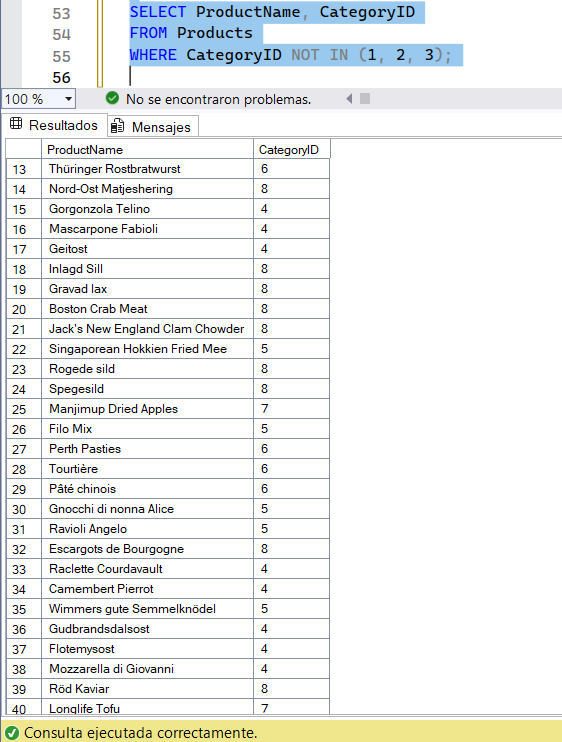 53 SELECT ProductName, CategoryID
54 FROM Products
55 WHERE CategoryID NOT IN (1, 2, 3);
56
100 % No se encontraron problemas.
Resultados Mensajes
ProductName CategoryID
13 Thüringer Rostbratwurst 6
14 Nord-Ost Matjeshering 8
15 Gorgonzola Telino 4
16 Mascarpone Fabioli 4
17 Geitost 4
18 Inlagd Sill 8
19 Gravad lax 8
20 Boston Crab Meat 8
21 Jack's New England Clam Chowder 8
22 Singaporean Hokkien Fried Mee 5
23 Rogede sild 8
24 Spegesild 8
25 Manjimup Dried Apples 7
26 Filo Mix 5
27 Perth Pasties 6
28 Tourtière 6
29 Pâté chinois 6
30 Gnocchi di nonna Alice 5
31 Ravioli Angelo 5
32 Escargots de Bourgogne 8
33 Raclette Courdavault 4
34 Camembert Pierrot 4
35 Wimmers gute Semmelknödel 5
36 Gudbrandsdalsost 4
37 Flotemysost 4
38 Mozzarella di Giovanni 4
39 Röd Kaviar 8
40 Longlife Tofu 7
Consulta ejecutada correctamente.